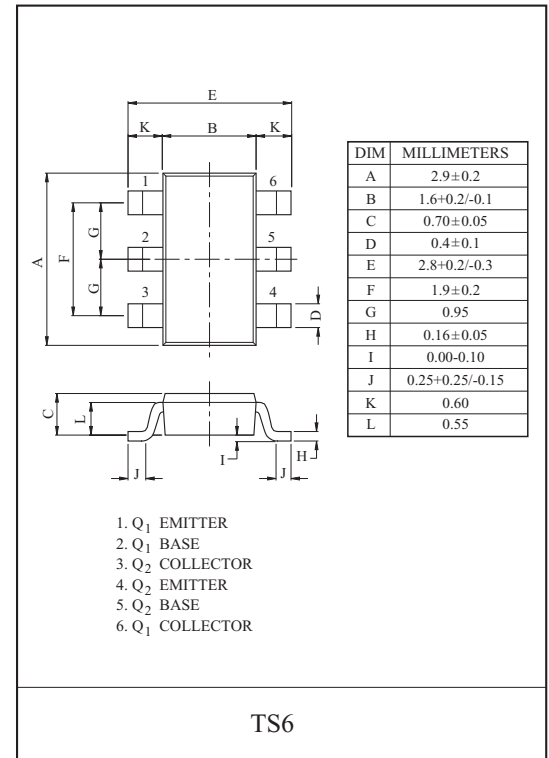 E
K B K
1 6
G
2 5
A F
G
3 4
D
C L
I H
J J
DIM MILLIMETERS
A 2.9±0.2
B 1.6+0.2/-0.1
C 0.70±0.05
D 0.4±0.1
E 2.8+0.2/-0.3
F 1.9±0.2
G 0.95
H 0.16±0.05
I 0.00-0.10
J 0.25+0.25/-0.15
K 0.60
L 0.55
1. Q1 EMITTER
2. Q1 BASE
3. Q2 COLLECTOR
4. Q2 EMITTER
5. Q2 BASE
6. Q1 COLLECTOR
TS6